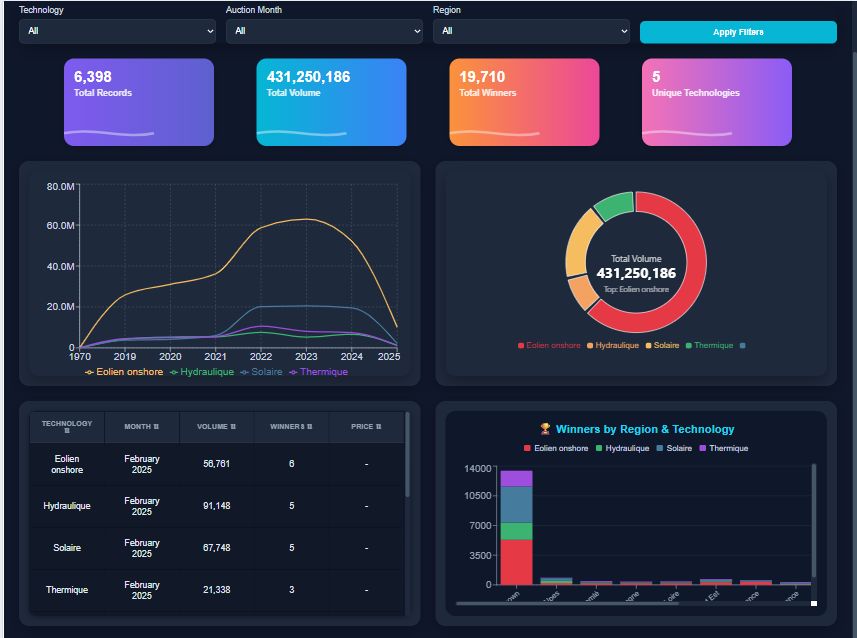 Technology
Auction Month
Region
All
All
All
Apply Filters
6,398
Total Records
431,250,186
Total Volume
19,710
Total Winners
5
Unique Technologies
80.0M
60.0M
40.0M
20.0M
0
1970
2019
2020
2021
2022
2023
2024
2025
Eolien onshore
Hydraulique
Solaire
Thermique
Total Volume
431,250,186
Top: Eolien onshore
Eolien onshore
Hydraulique
Solaire
Thermique
TECHNOLOGY
MONTH
VOLUME
WINNERS
PRICE
Eolien
onshore
February
2025
56,761
6
-
Hydraulique
February
2025
91,148
5
-
Solaire
February
2025
67,748
5
-
Thermique
February
2025
21,338
3
-
🏆 Winners by Region & Technology
Eolien onshore
Hydraulique
Solaire
Thermique
14000
10500
7000
3500
0